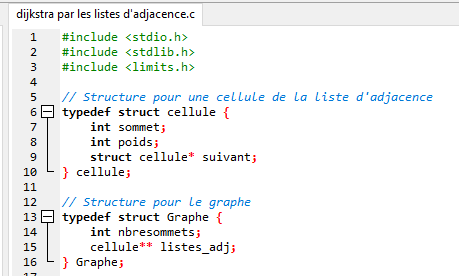 dijkstra par les listes d'adjacence.c
1 #include <stdio.h>
2 #include <stdlib.h>
3 #include <limits.h>
4
5 // Structure pour une cellule de la liste d'adjacence
6 typedef struct cellule {
7 int sommet;
8 int poids;
9 struct cellule* suivant;
10 } cellule;
11
12 // Structure pour le graphe
13 typedef struct Graphe {
14 int nbresommets;
15 cellule** listes_adj;
16 } Graphe;